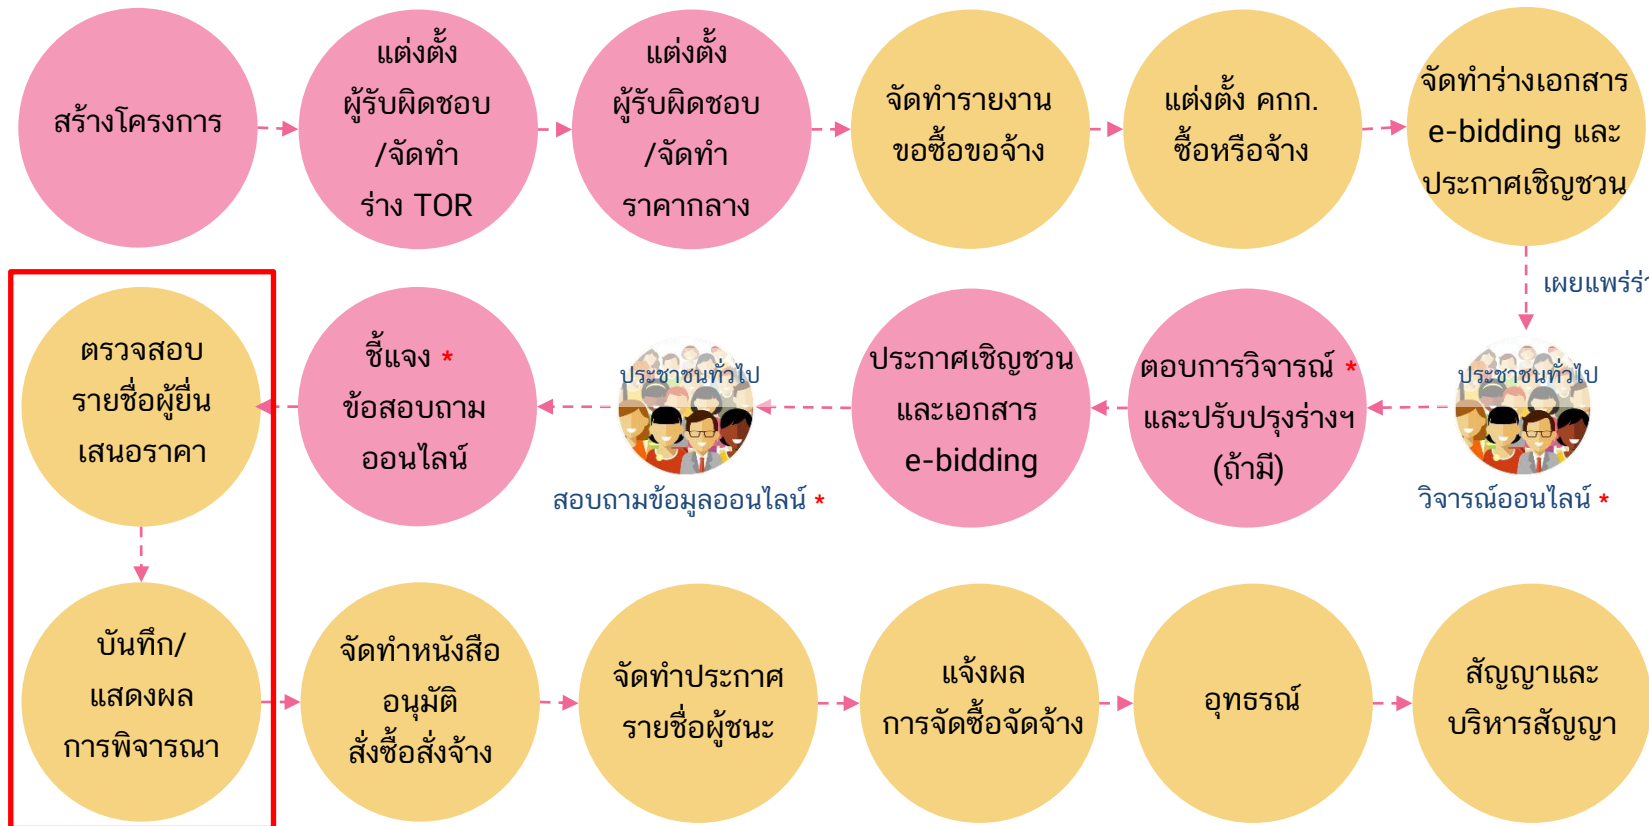 สร้างโครงการ
แต่งตั้ง
ผู้รับผิดชอบ
/จัดทำ
ร่าง TOR
แต่งตั้ง
ผู้รับผิดชอบ
/จัดทำ
ราคากลาง
จัดทำรายงาน
ขอซื้อขอจ้าง
แต่งตั้ง คกก.
ซื้อหรือจ้าง
จัดทำร่างเอกสาร
e-bidding และ
ประกาศเชิญชวน
เผยแพร่ร่า
ประชาชนทั่วไป
วิจารณ์ออนไลน์ *
ตอบการวิจารณ์ *
และปรับปรุงร่างฯ
(ถ้ามี)
ประกาศเชิญชวน
และเอกสาร
e-bidding
ประชาชนทั่วไป
สอบถามข้อมูลออนไลน์ *
ชี้แจง *
ข้อสอบถาม
ออนไลน์
ตรวจสอบ
รายชื่อผู้ยื่น
เสนอราคา
บันทึก/
แสดงผล
การพิจารณา
จัดทำหนังสือ
อนุมัติ
สั่งซื้อสั่งจ้าง
จัดทำประกาศ
รายชื่อผู้ชนะ
แจ้งผล
การจัดซื้อจัดจ้าง
อุทธรณ์
สัญญาและ
บริหารสัญญา